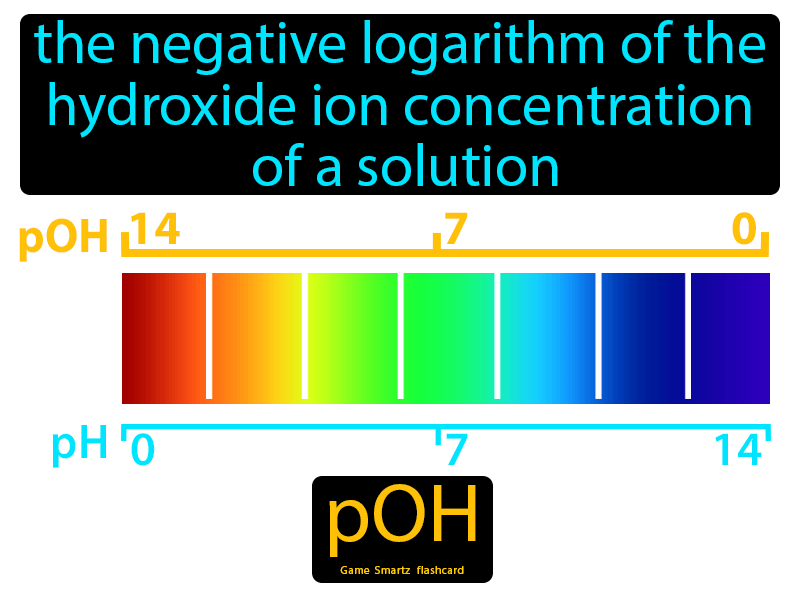 the negative logarithm of the
hydroxide ion concentration
of a solution
pOH 14 7 0
pH 0 7 14
pOH
Game Smartz flashcard